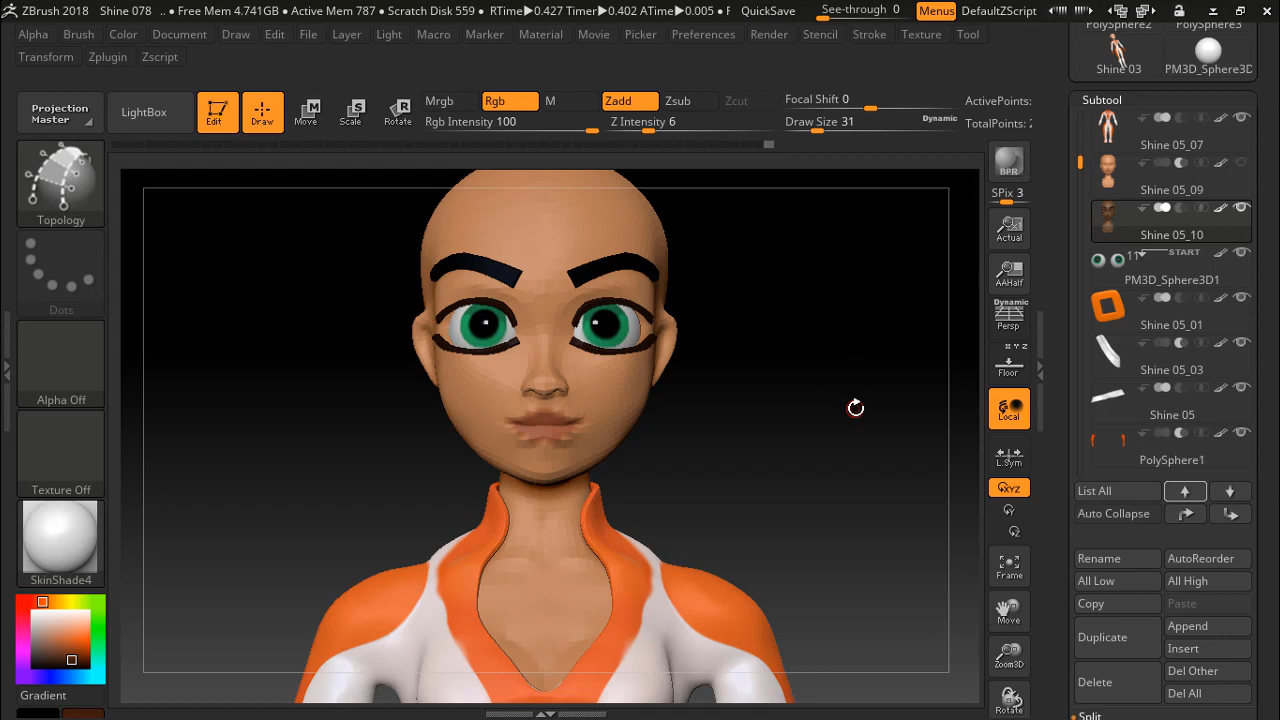 ZBrush 2018 Shine 078 .. • Free Mem 4.741GB • Active Mem 787 • Scratch Disk 559 • RTime▶0.427 Timer▶0.402 ATime▶0.005 • P QuickSave See-through 0 Menus DefaultZScript
Alpha Brush Color Document Draw Edit File Layer Light Macro Marker Material Movie Picker Preferences Render Stencil Stroke Texture Tool
Transform Zplugin Zscript
PolySphere2 PolySphere3
Shine 03 PM3D_Sphere3D
Projection Master
LightBox
Edit
Draw
Move
Scale
Rotate
Mrgb Rgb M Zadd Zsub Zcut
Rgb Intensity 100 Z Intensity 6
Focal Shift 0
Draw Size 31 Dynamic
ActivePoints:
TotalPoints:
Topology
Dots
Alpha Off
Texture Off
SkinShade4
Gradient
BPR
SPix 3
Actual
AAHalf
Dynamic
Persp
X Y Z
Floor
Local
L.Sym
XYZ
Y
Z
Frame
Move
Zoom3D
Rotate
Subtool
Shine 05_07
Shine 05_09
Shine 05_10
11 START
PM3D_Sphere3D1
Shine 05_01
Shine 05_03
Shine 05
PolySphere1
List All
Auto Collapse
Rename AutoReorder
All Low All High
Copy Paste
Duplicate Append
Insert
Delete Del Other
Del All
Split